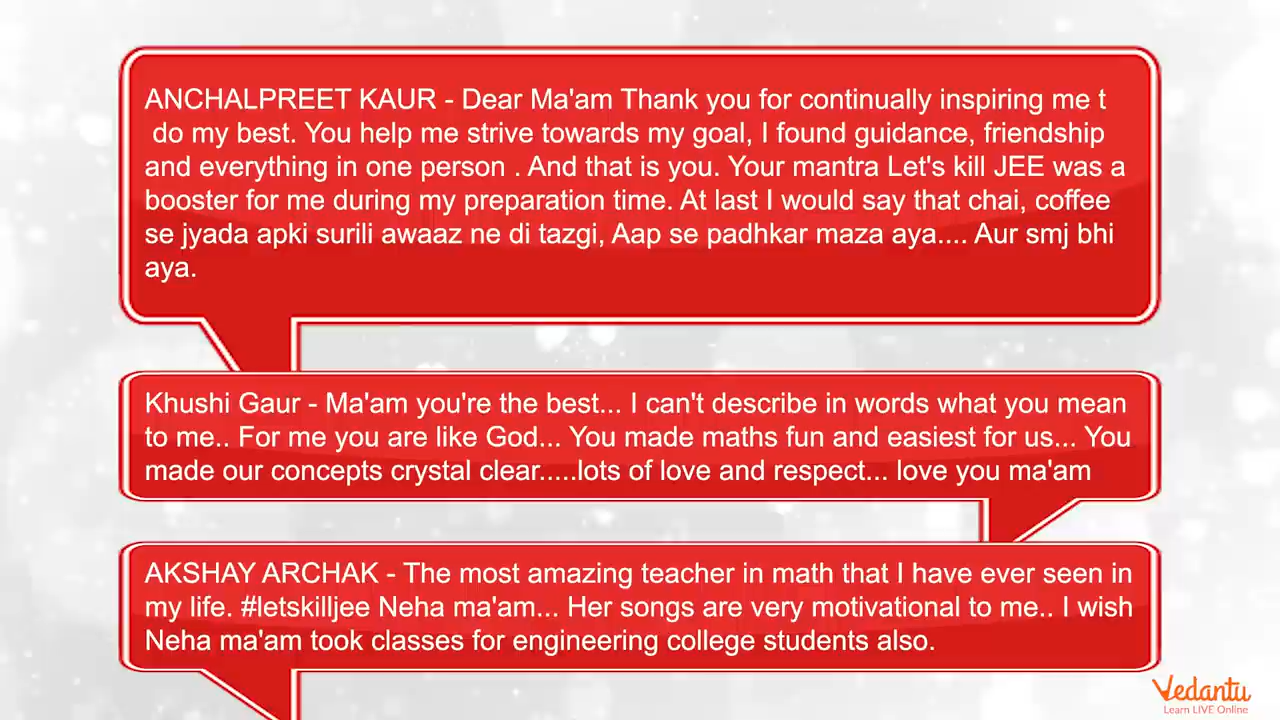 ANCHALPREET KAUR - Dear Ma'am Thank you for continually inspiring me t
do my best. You help me strive towards my goal, I found guidance, friendship
and everything in one person . And that is you. Your mantra Let's kill JEE was a
booster for me during my preparation time. At last I would say that chai, coffee
se jyada apki surili awaaz ne di tazgi, Aap se padhkar maza aya.... Aur smj bhi
aya.
Khushi Gaur - Ma'am you're the best... I can't describe in words what you mean
to me.. For me you are like God... You made maths fun and easiest for us... You
made our concepts crystal clear.....lots of love and respect... love you ma'am
AKSHAY ARCHAK - The most amazing teacher in math that I have ever seen in
my life. #letskilljee Neha ma'am... Her songs are very motivational to me.. I wish
Neha ma'am took classes for engineering college students also.
Vedantu
Learn LIVE Online